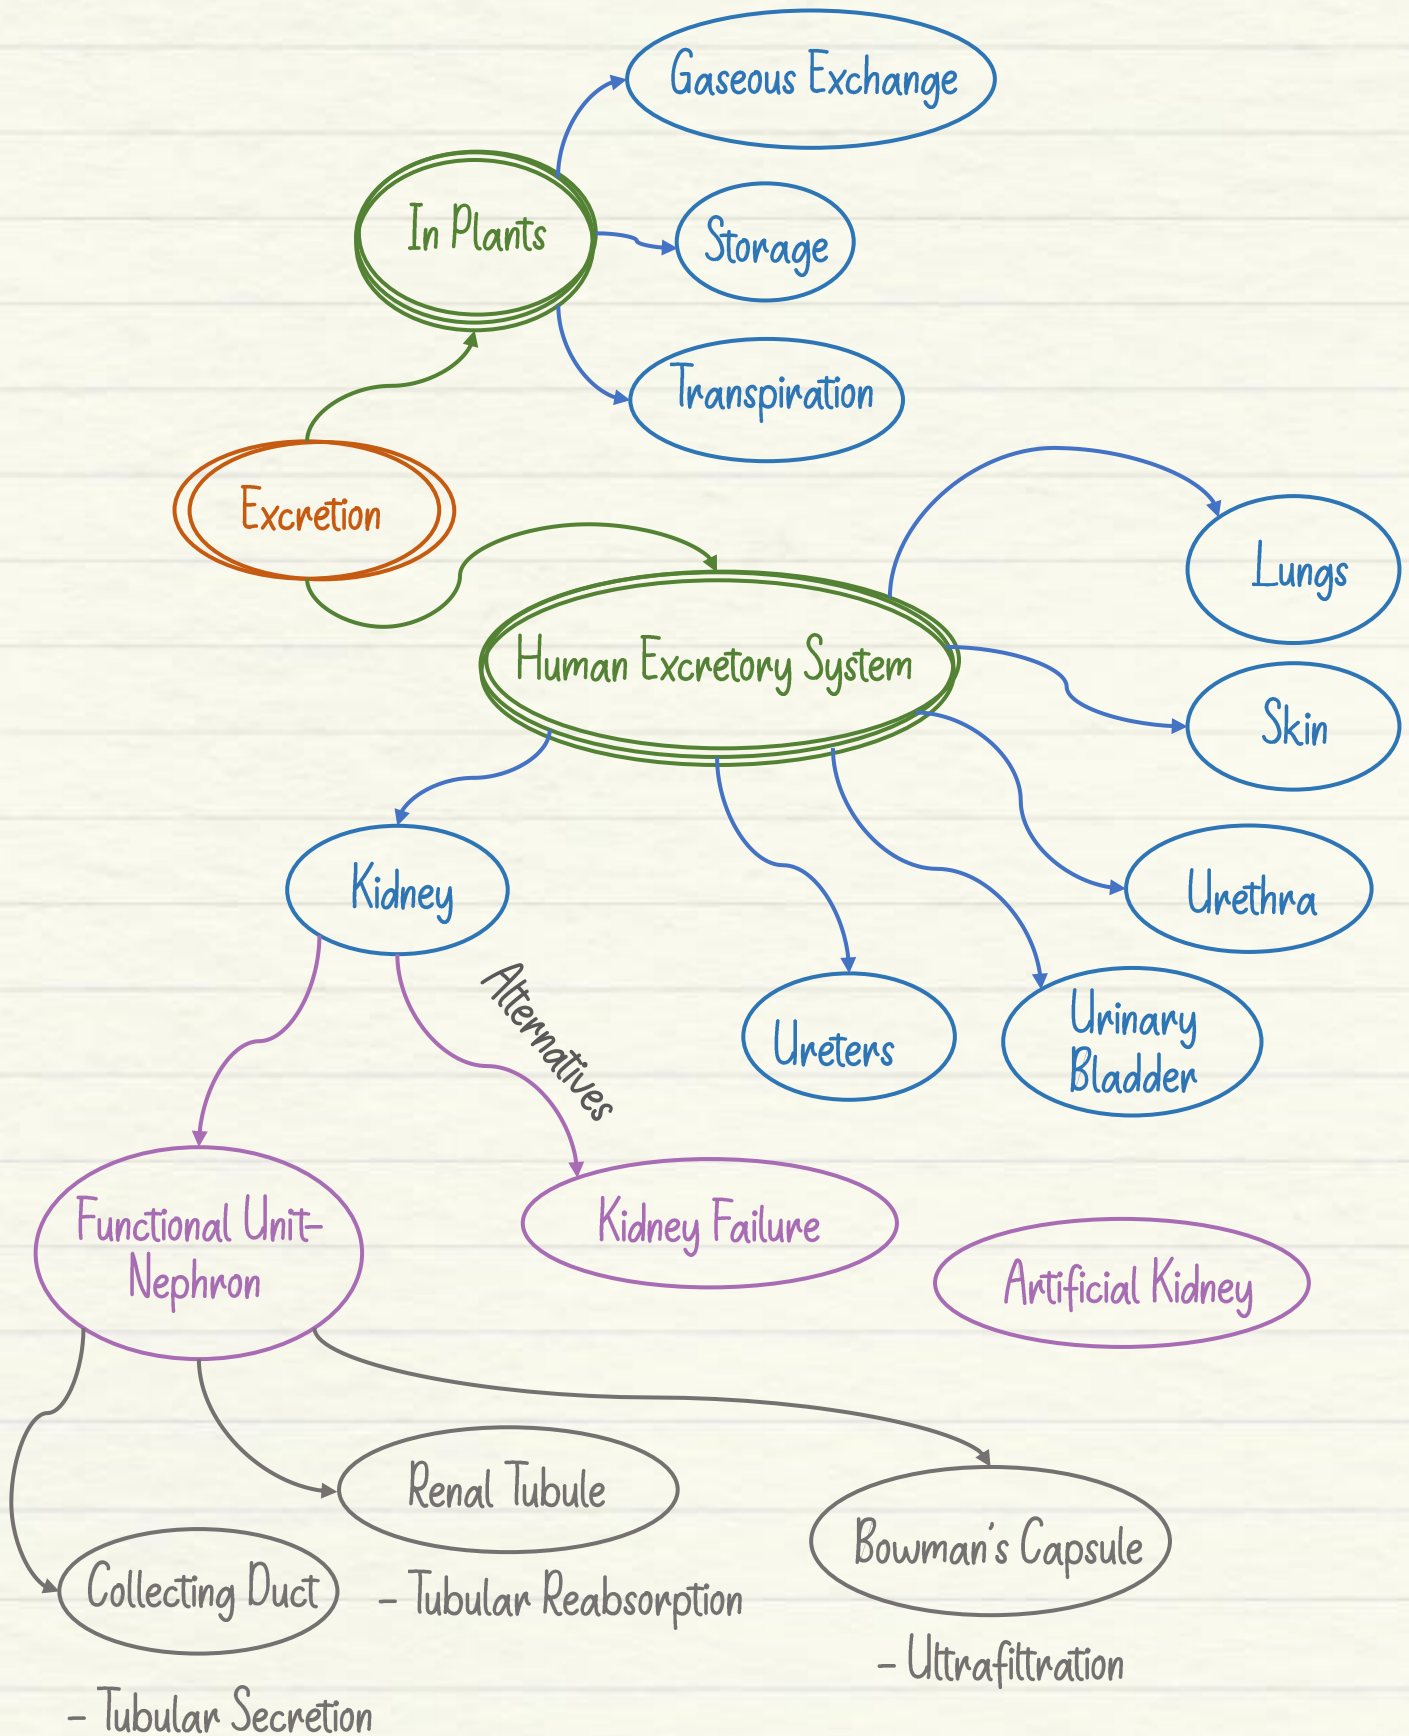 Gaseous Exchange
In Plants
Storage
Transpiration
Excretion
Lungs
Human Excretory System
Skin
Kidney
Urethra
Alternatives
Ureters
Urinary
Bladder
Functional Unit-
Nephron
Kidney Failure
Artificial Kidney
Renal Tubule
- Tubular Reabsorption
Bowman's Capsule
- Ultrafiltration
Collecting Duct
- Tubular Secretion